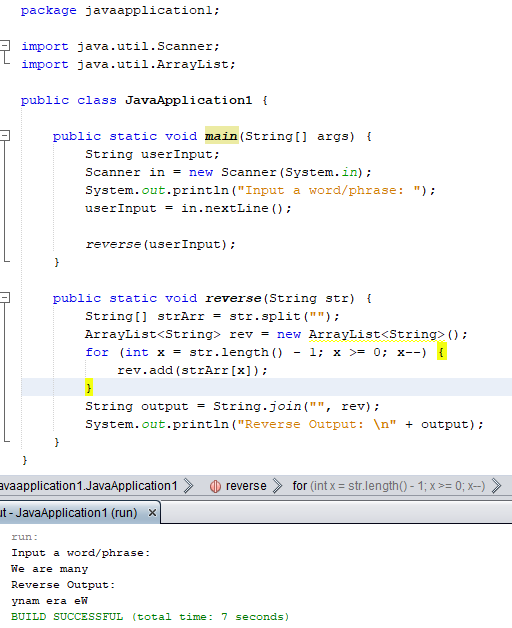 package javaapplication1;
import java.util.Scanner;
import java.util.ArrayList;
public class JavaApplication1 {
public static void main(String[] args) {
String userInput;
Scanner in = new Scanner(System.in);
System.out.println("Input a word/phrase: ");
userInput = in.nextLine();
reverse(userInput);
}
public static void reverse(String str) {
String[] strArr = str.split("");
ArrayList<String> rev = new ArrayList<String>();
for (int x = str.length() - 1; x >= 0; x--) {
rev.add(strArr[x]);
}
String output = String.join("", rev);
System.out.println("Reverse Output: \n" + output);
}
}
avaapplication1.JavaApplication1 reverse for (int x = str.length() - 1; x >= 0; x--)
ut - JavaApplication1 (run) ×
run:
Input a word/phrase:
We are many
Reverse Output:
ynam era eW
BUILD SUCCESSFUL (total time: 7 seconds)